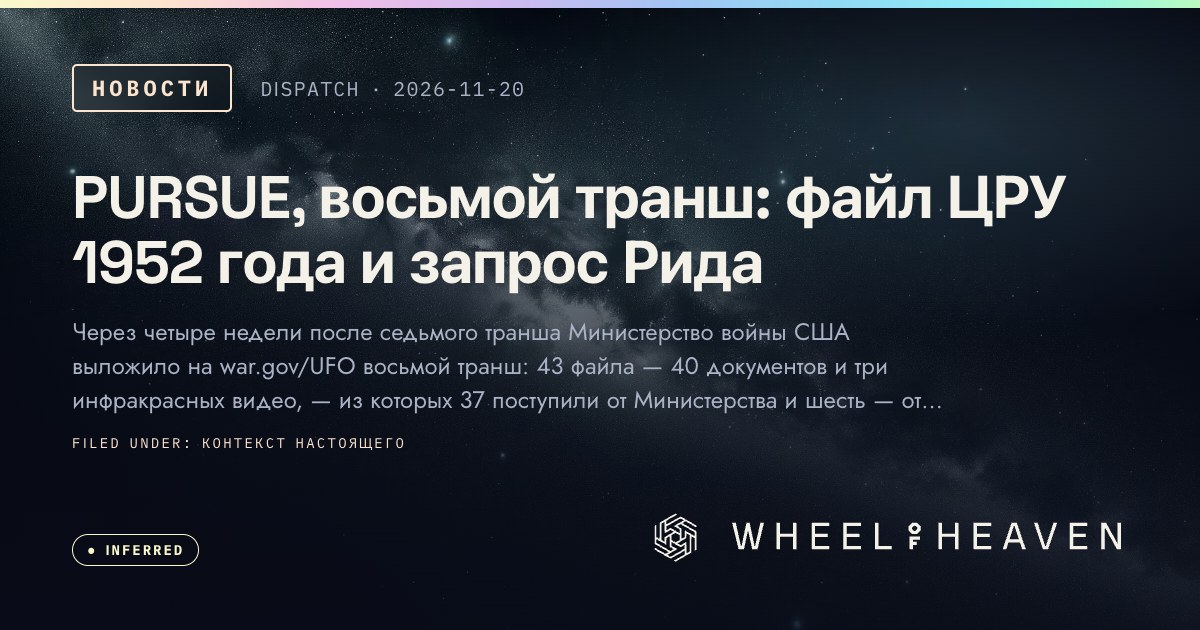 НОВОСТИ
DISPATCH · 2026-11-20
PURSUE, восьмой транш: файл ЦРУ
1952 года и запрос Рида
Через четыре недели после седьмого транша Министерство войны США
выложило на war.gov/UFO восьмой транш: 43 файла — 40 документов и три
инфракрасных видео, — из которых 37 поступили от Министерства и шесть — от…
FILED UNDER: КОНТЕКСТ НАСТОЯЩЕГО
• INFERRED
WHEEL OF HEAVEN